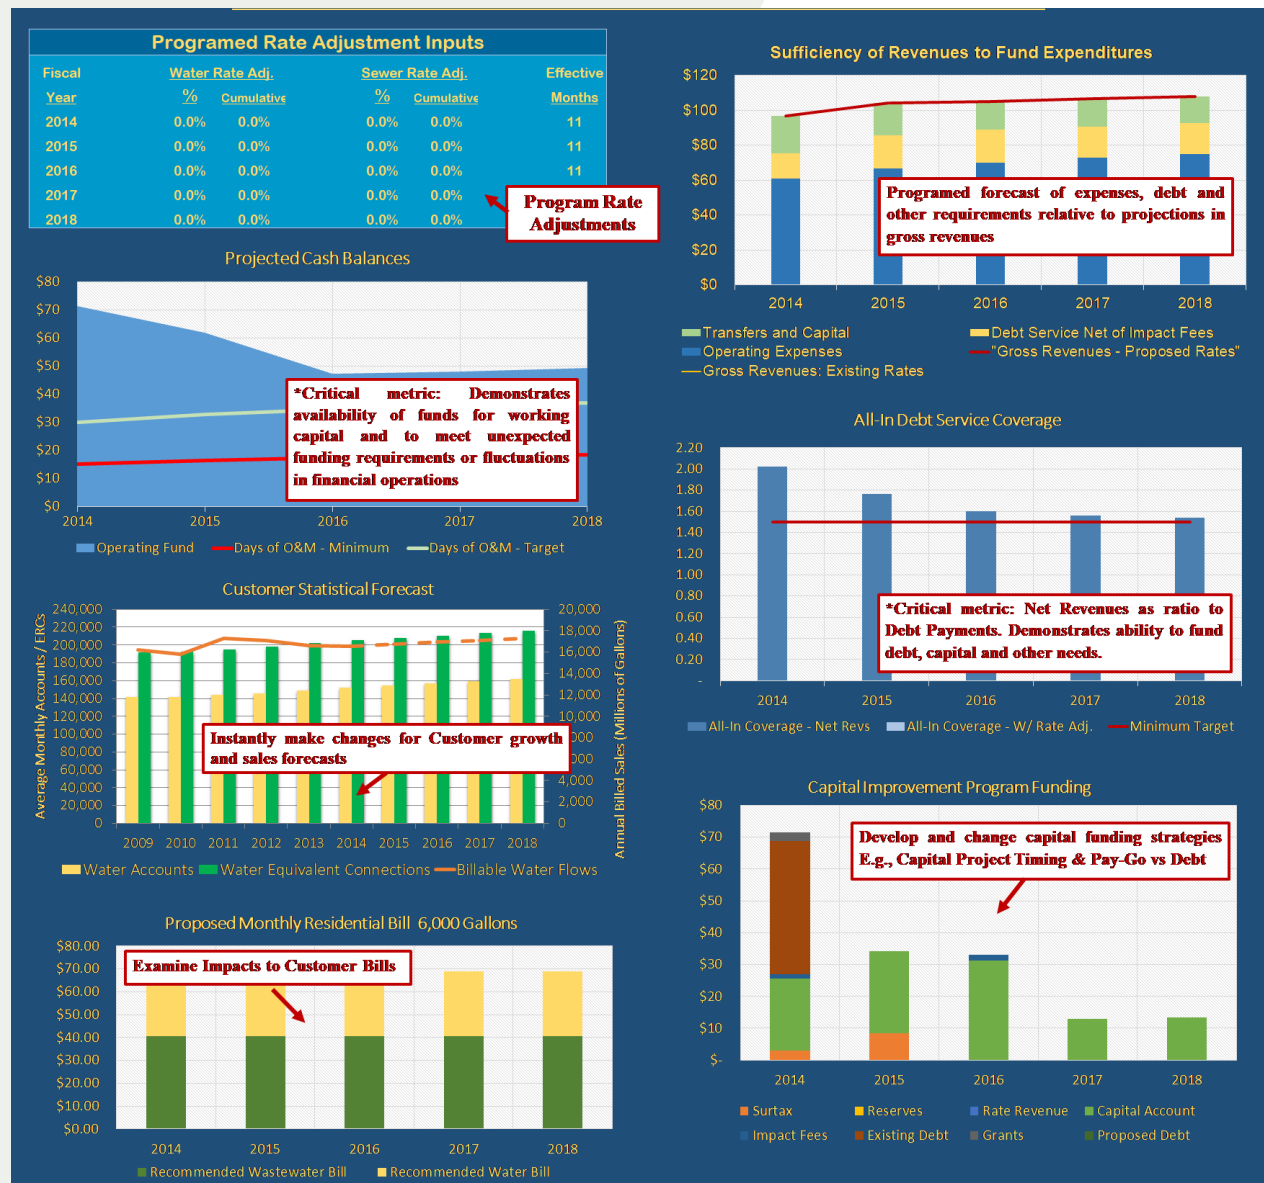 Programed Rate Adjustment Inputs
Fiscal Water Rate Adj. Sewer Rate Adj. Effective
Year % Cumulative % Cumulative Months
2014 0.0% 0.0% 0.0% 0.0% 11
2015 0.0% 0.0% 0.0% 0.0% 11
2016 0.0% 0.0% 0.0% 0.0% 11
2017 0.0% 0.0% 0.0% 0.0%
2018 0.0% 0.0% 0.0% 0.0%
Program Rate
Adjustments
Projected Cash Balances
$80
$70
$60
$50
$40
$30
$20
$10
$0
2014 2015 2016 2017 2018
*Critical metric: Demonstrates
availability of funds for working
capital and to meet unexpected
funding requirements or fluctuations
in financial operations
Operating Fund Days of O&M - Minimum Days of O&M - Target
Customer Statistical Forecast
Average Monthly Accounts / ERCs
240,000
220,000
200,000
180,000
160,000
140,000
120,000
100,000
80,000
60,000
40,000
20,000
0
20,000
18,000
16,000
14,000
12,000
10,000
4,000
2,000
0
Annual Billed Sales (Millions of Gallons)
2009 2010 2011 2012 2013 2014 2015 2016 2017 2018
Instantly make changes for Customer growth
and sales forecasts
Water Accounts Water Equivalent Connections Billable Water Flows
Proposed Monthly Residential Bill 6,000 Gallons
$80.00
$70.00
$60.00
$50.00
$40.00
$30.00
$20.00
$10.00
$0.00
Examine Impacts to Customer Bills
2014 2015 2016 2017 2018
Recommended Wastewater Bill Recommended Water Bill
Sufficiency of Revenues to Fund Expenditures
$120
$100
$80
$60
$40
$20
$0
Programed forecast of expenses, debt and
other requirements relative to projections in
gross revenues
2014 2015 2016 2017 2018
Transfers and Capital Debt Service Net of Impact Fees
Operating Expenses "Gross Revenues - Proposed Rates"
Gross Revenues: Existing Rates
All-In Debt Service Coverage
2.20
2.00
1.80
1.60
1.40
1.20
1.00
0.80
0.60
0.40
0.20
-
*Critical metric: Net Revenues as ratio to
Debt Payments. Demonstrates ability to fund
debt, capital and other needs.
2014 2015 2016 2017 2018
All-In Coverage - Net Revs All-In Coverage - W/ Rate Adj. Minimum Target
Capital Improvement Program Funding
$80
$70
$60
$50
$40
$30
$20
$10
$-
Develop and change capital funding strategies
E.g., Capital Project Timing & Pay-Go vs Debt
2014 2015 2016 2017 2018
Surtax Reserves Rate Revenue Capital Account
Impact Fees Existing Debt Grants Proposed Debt